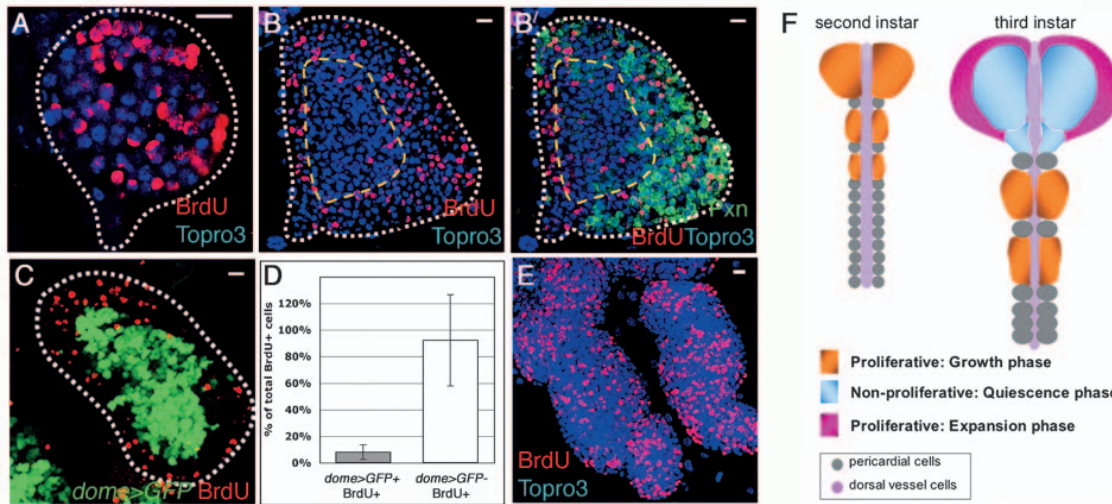 A
BrdU
Topro3
B
BrdU
Topro3
B'
Pxn
BrdU Topro3
C
dome>GFP BrdU
D
% of total BrdU+ cells
120%
100%
80%
60%
40%
20%
0%
dome>GFP+
BrdU+
dome>GFP-
BrdU+
E
BrdU
Topro3
F
second instar
third instar
Proliferative: Growth phase
Non-proliferative: Quiescence phase
Proliferative: Expansion phase
pericardial cells
dorsal vessel cells